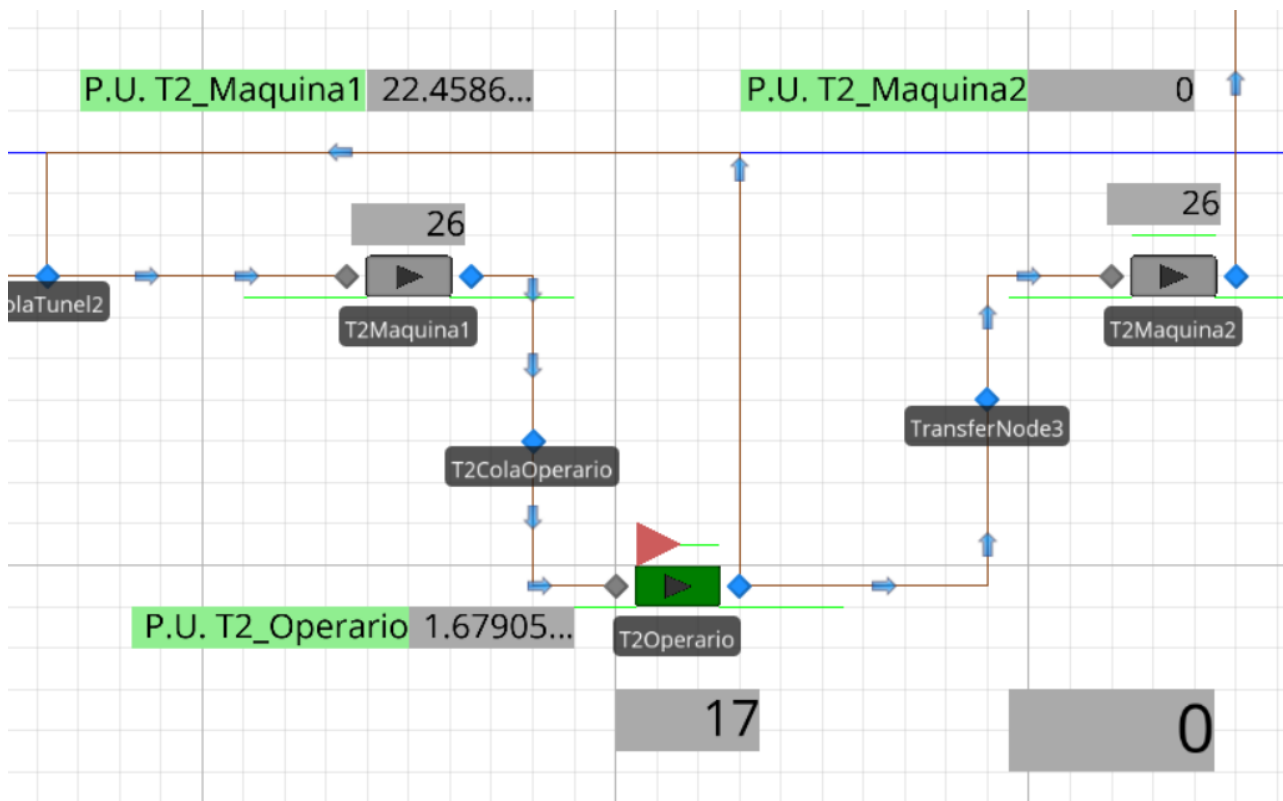 P.U. T2_Maquina1 22.4586...
P.U. T2_Maquina2 0
26
26
olaTunel2
T2Maquina1
T2Maquina2
TransferNode3
T2ColaOperario
P.U. T2_Operario 1.67905...
T2Operario
17
0